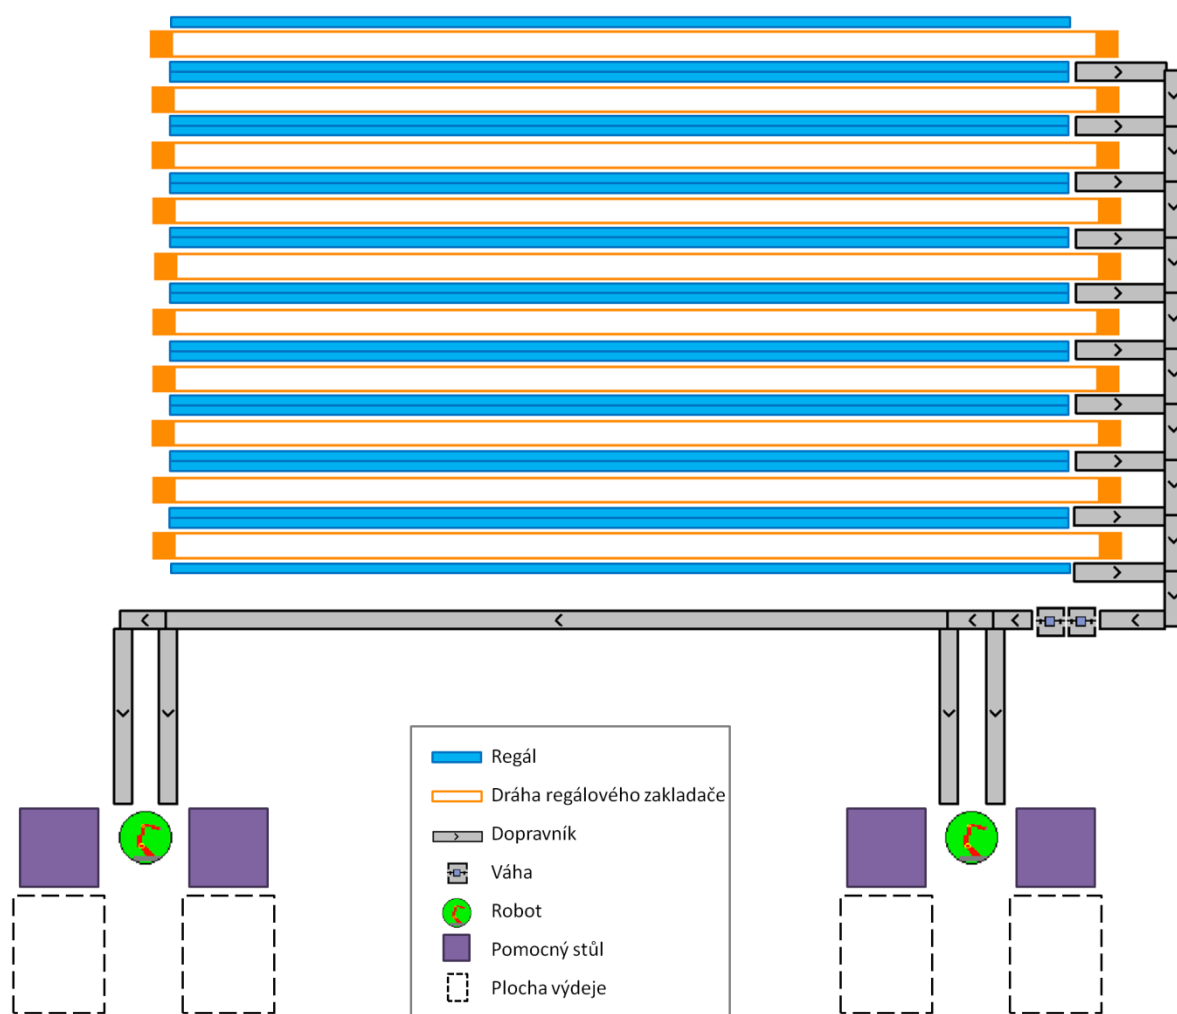 Regál
Dráha regálového zakladače
Dopravník
Váha
Robot
Pomocný stůl
Plocha výdeje